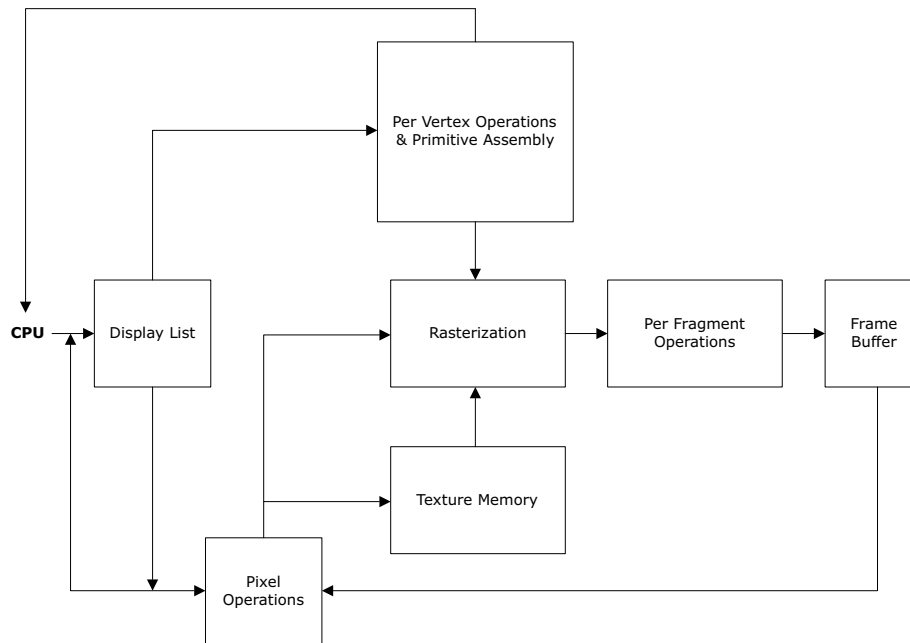 Per Vertex Operations
& Primitive Assembly
CPU
Display List
Rasterization
Per Fragment
Operations
Frame
Buffer
Texture Memory
Pixel
Operations